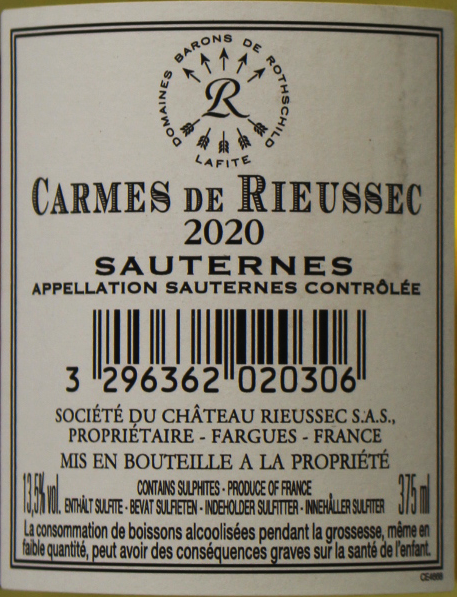 DOMAINES BARONS DE ROTHSCHILD
R
LAFITE
CARMES DE RIEUSSEC
2020
SAUTERNES
APPELLATION SAUTERNES CONTRÔLÉE
3 296362 020306
SOCIÉTÉ DU CHÂTEAU RIEUSSEC S.A.S.,
PROPRIÉTAIRE - FARGUES - FRANCE
MIS EN BOUTEILLE A LA PROPRIÉTÉ
CONTAINS SULPHITES - PRODUCE OF FRANCE
13,5% vol. ENTHÄLT SULFITE - BEVAT SULFIETEN - INDEHOLDER SULFITTER - INNEHÅLLER SULFITER 375 ml
La consommation de boissons alcoolisées pendant la grossesse, même en
faible quantité, peut avoir des conséquences graves sur la santé de l'enfant.